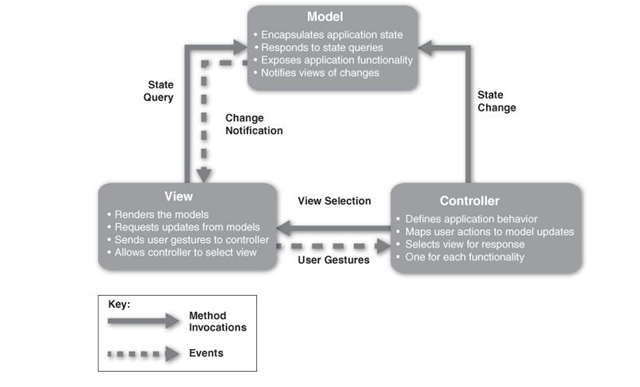 Model
• Encapsulates application state
• Responds to state queries
• Exposes application functionality
• Notifies views of changes
State
Query
Change
Notification
State
Change
View
• Renders the models
• Requests updates from models
• Sends user gestures to controller
• Allows controller to select view
View Selection
User Gestures
Controller
• Defines application behavior
• Maps user actions to model updates
• Selects view for response
• One for each functionality
Key:
Method
Invocations
Events